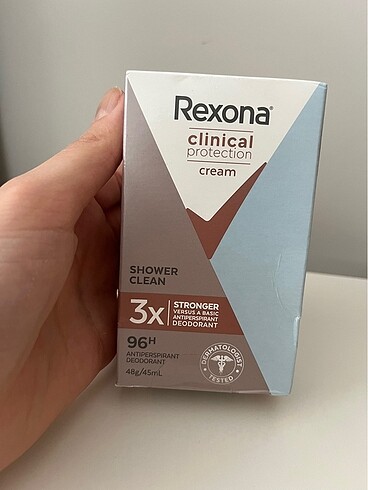 Rexona®
clinical
protection
cream
SHOWER
CLEAN
3x
STRONGER
VERSUS A BASIC
ANTIPERSPIRANT
DEODORANT
96H
ANTIPERSPIRANT
DEODORANT
48g/45mL
DERMATOLOGIST
TESTED